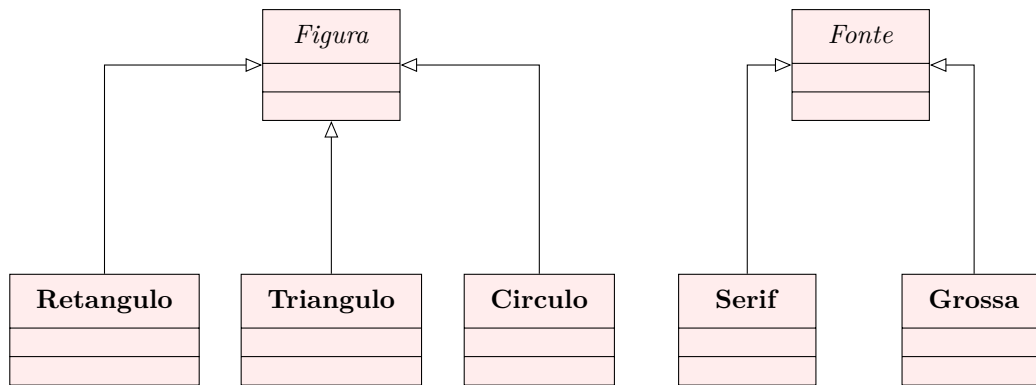 Figura
Fonte
Retangulo
Triangulo
Circulo
Serif
Grossa